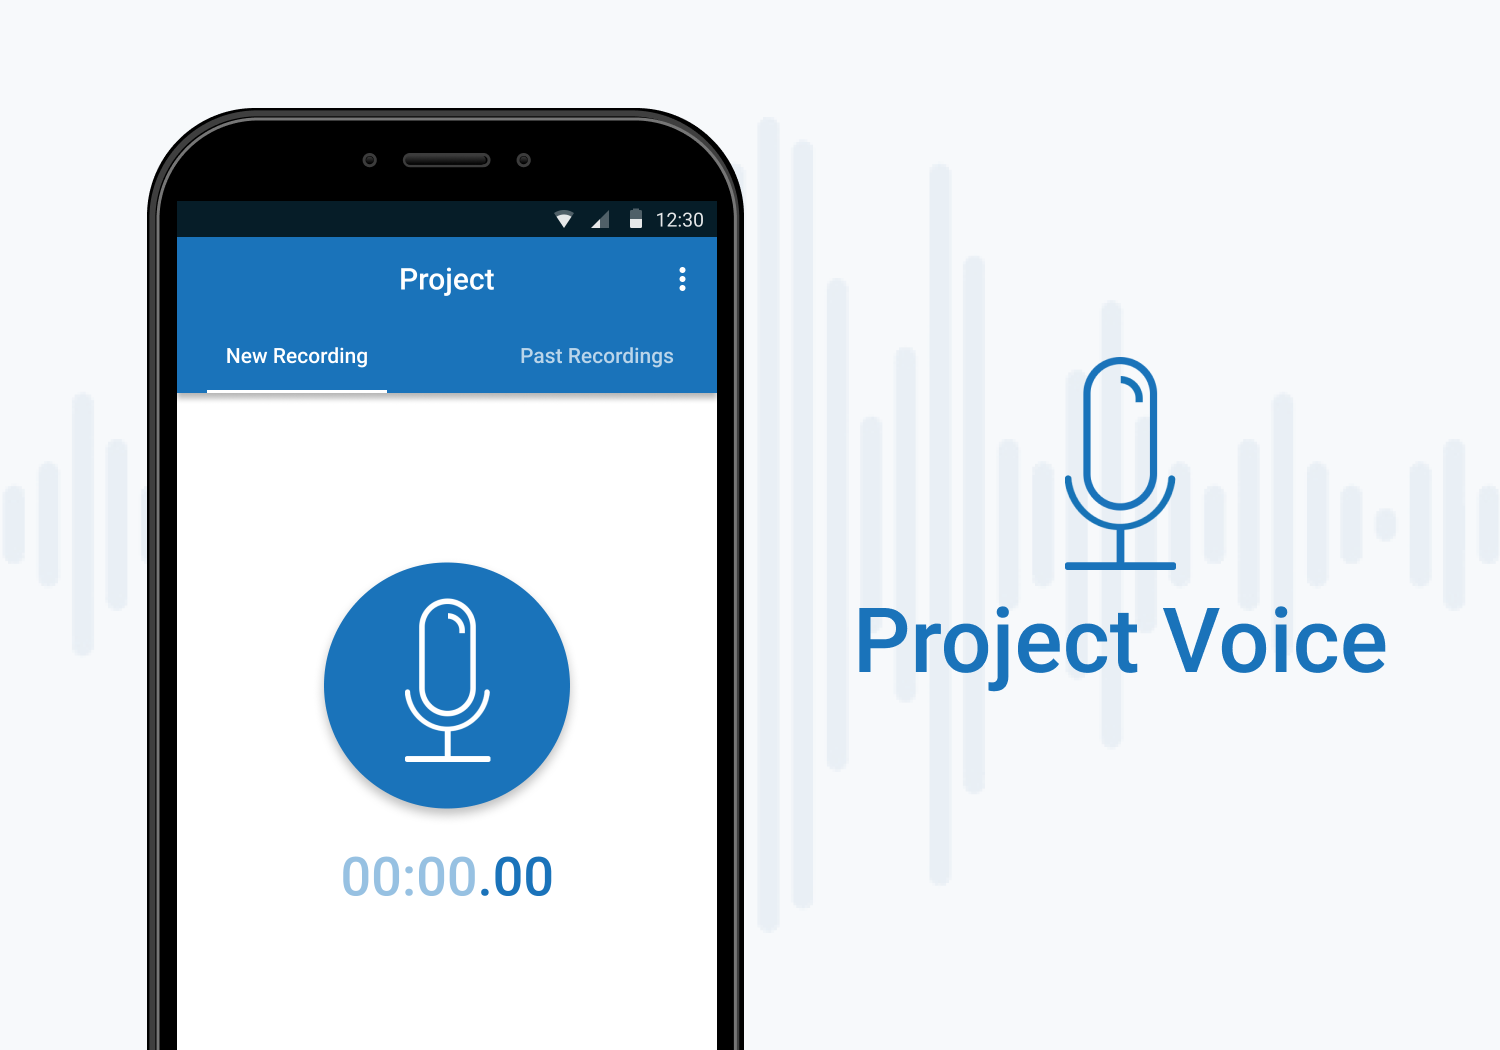 12:30
Project
New Recording
Past Recordings
00:00.00
Project Voice